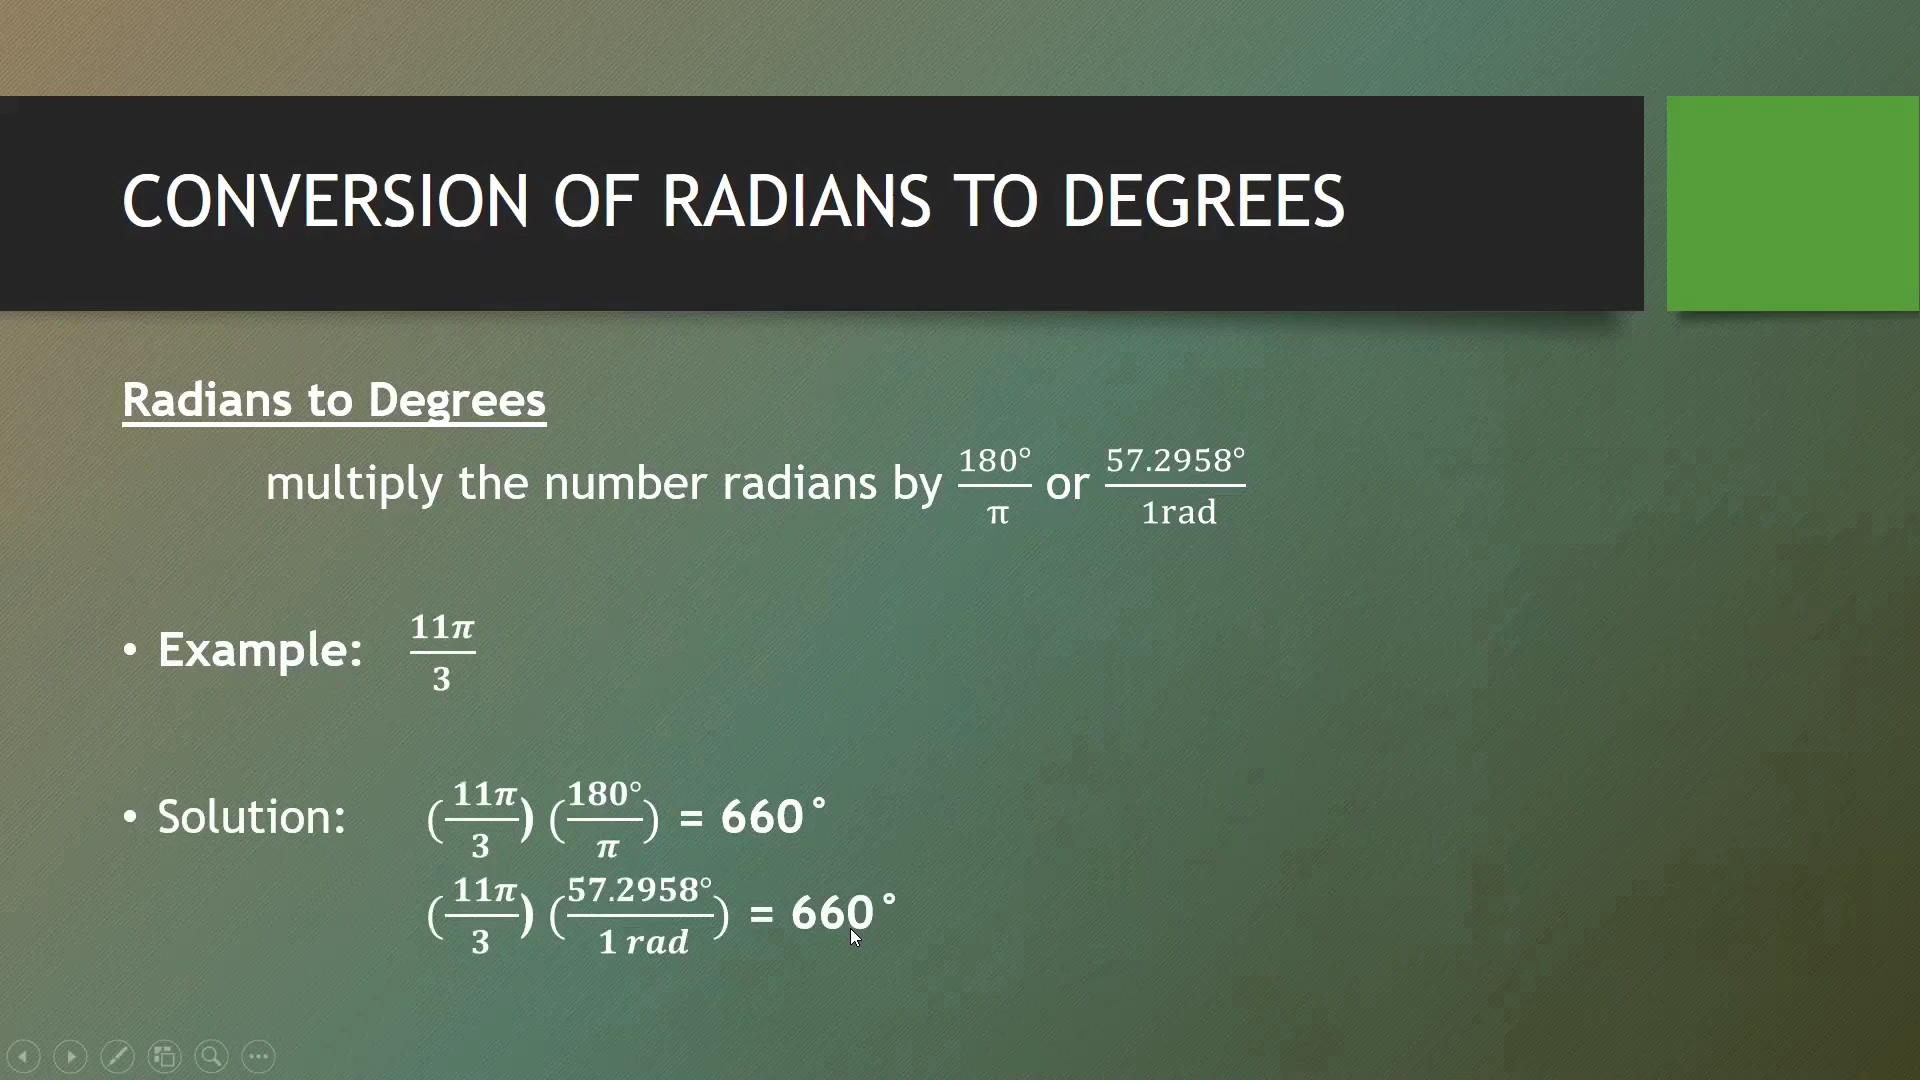 CONVERSION OF RADIANS TO DEGREES
Radians to Degrees
multiply the number radians by 180°/π or 57.2958°/1rad
• Example: 11π/3
• Solution: (11π/3) (180°/π) = 660°
(11π/3) (57.2958°/1 rad) = 660°